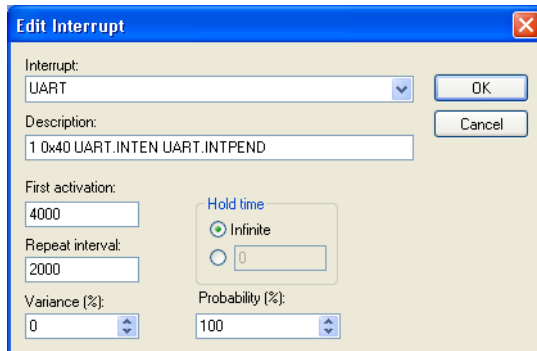 Edit Interrupt
Interrupt:
UART
OK
Description:
Cancel
1 0x40 UART.INTEN UART.INTPEND
First activation:
4000
Hold time
Infinite
Repeat interval:
0
2000
Variance (%):
Probability (%):
0
100